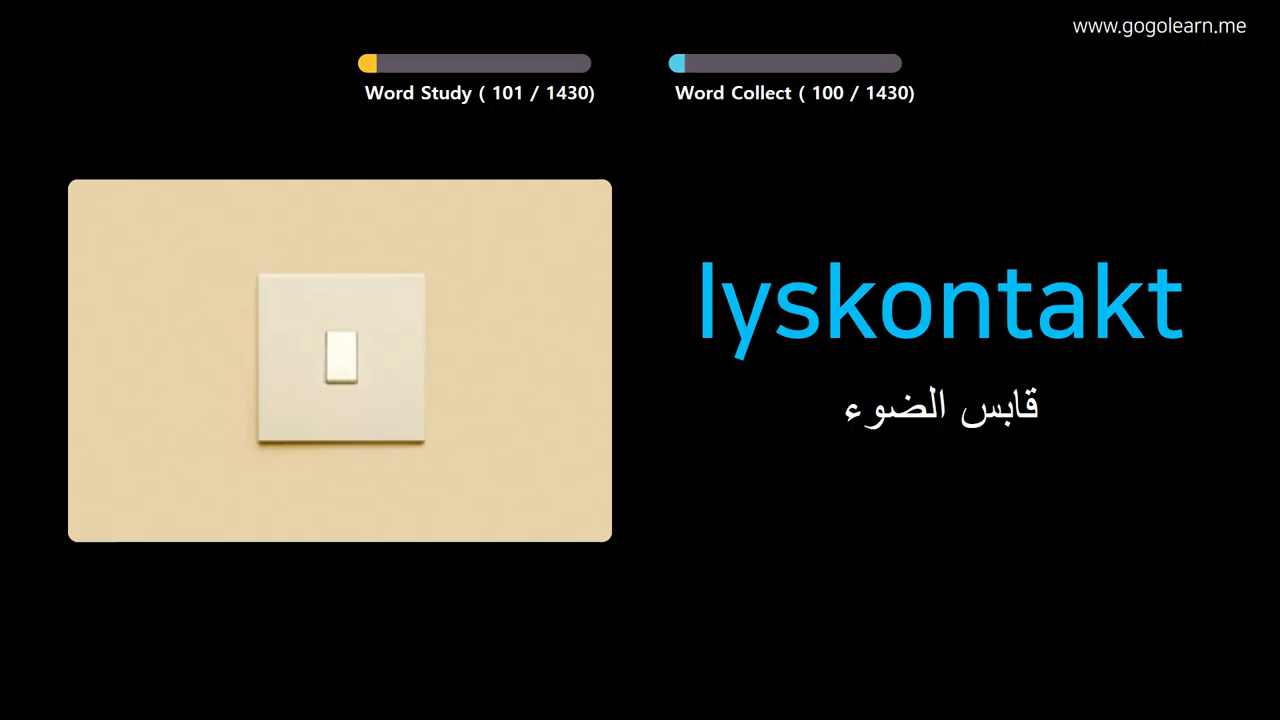 www.gogolearn.me
Word Study ( 101 / 1430)
Word Collect ( 100 / 1430)
lyskontakt
قابس الضوء